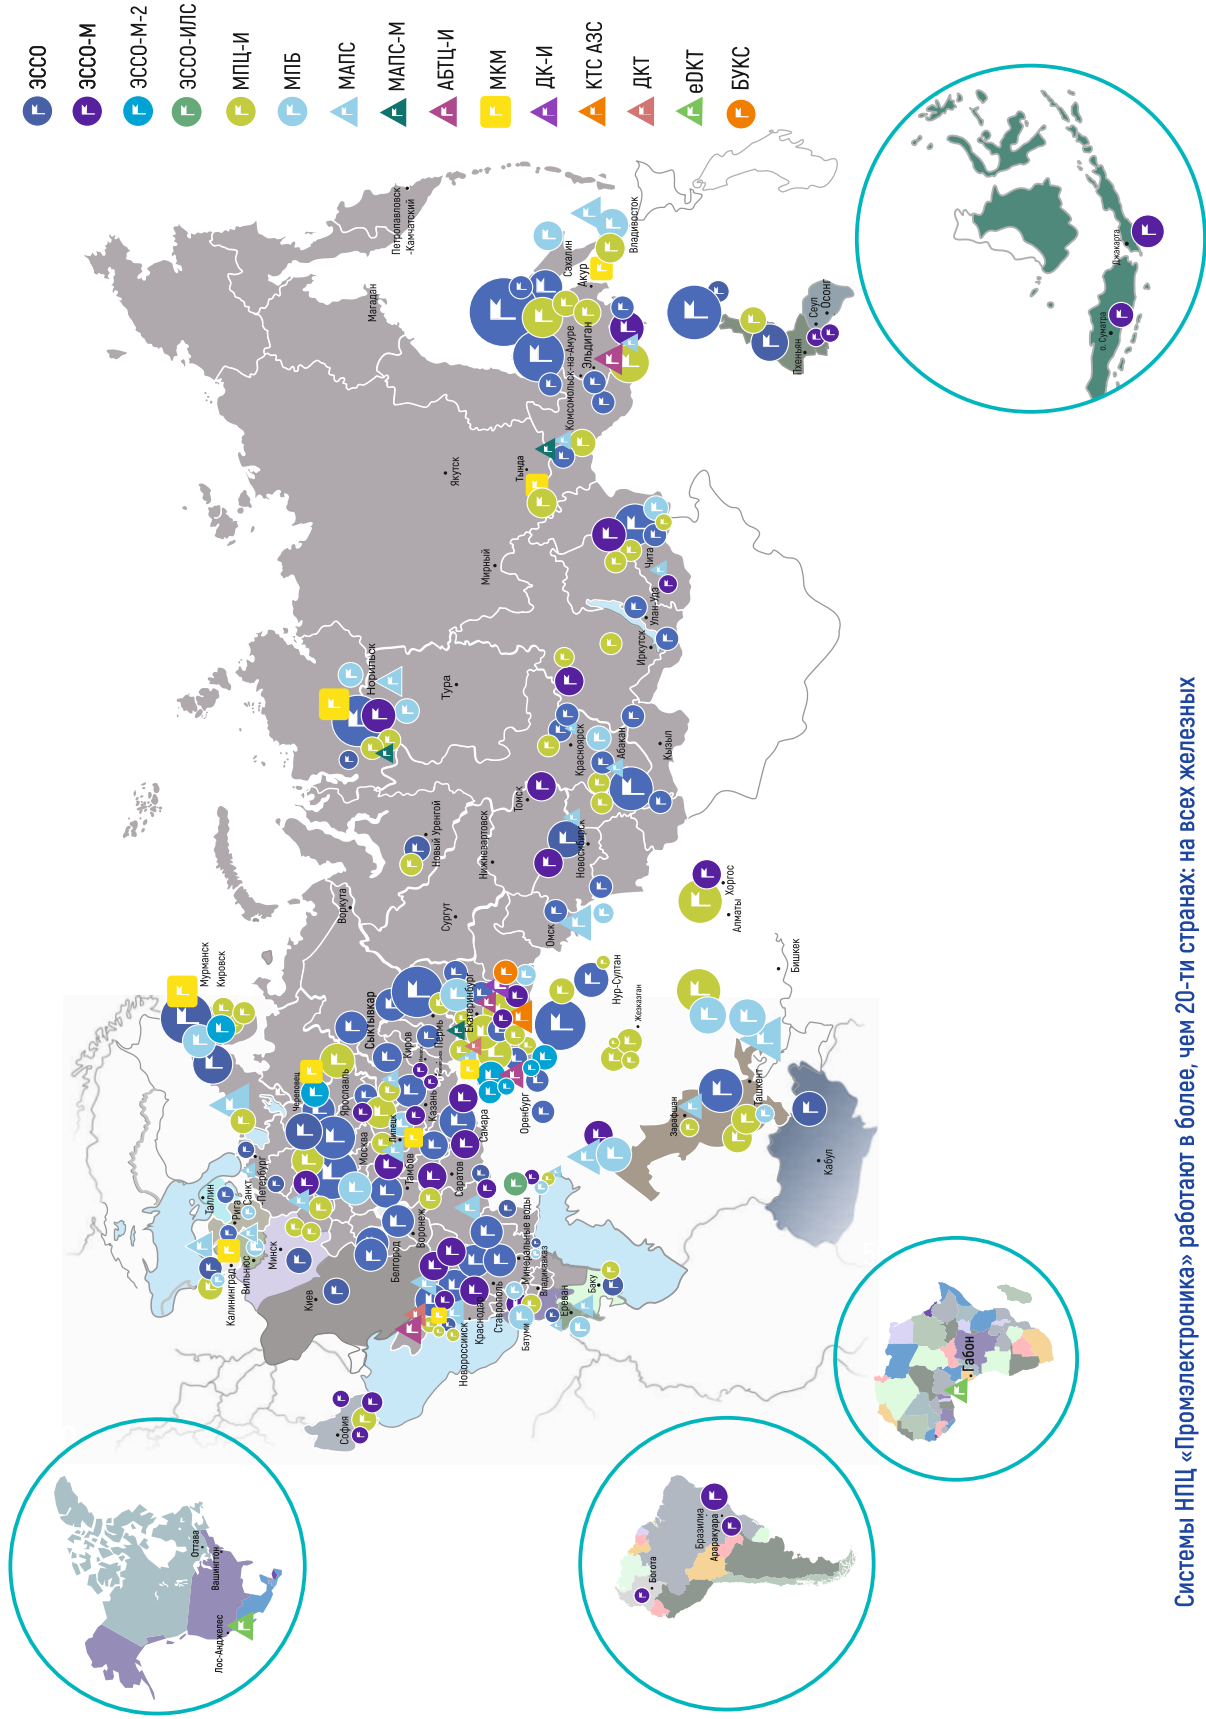 ЭССО
ЭССО-М
ЭССО-М-2
ЭССО-ИЛС
МПЦ-И
МПБ
МАПС
МАПС-М
АБТЦ-И
МКМ
ДК-И
КТС АЗС
ДКТ
eDKT
БУКС
Петропавловск-
-Камчатский
Магадан
Сахалин
Акур
Владивосток
Комсомольск-на-Амуре
Эльдиган
Якутск
Тында
Мирный
Чита
Улан-Удэ
Иркутск
Норильск
Тура
Красноярск
Абакан
Кызыл
Томск
Новосибирск
Новый Уренгой
Нижневартовск
Сургут
Омск
Воркута
Мурманск
Кировск
Сыктывкар
Екатеринбург
Пермь
Киров
Казань
Череповец
Ярославль
Москва
Липецк
Тамбов
Самара
Оренбург
Саратов
Санкт
-Петербург
Таллин
Рига
Вильнюс
Калининград
Минск
Киев
Белгород
Воронеж
Минеральные воды
Владикавказ
Ставрополь
Краснодар
Новороссийск
Батуми
Ереван
Баку
София
Нур-Султан
Жезказган
Алматы
Хоргос
Бишкек
Ташкент
Зарафшан
Кабул
Пхеньян
Сеул
Осонг
Джакарта
о. Суматра
Оттава
Вашингтон
Лос-Анджелес
Богота
Бразилиа
Араракуара
Габон
Системы НПЦ «Промэлектроника» работают в более, чем 20-ти странах: на всех железных